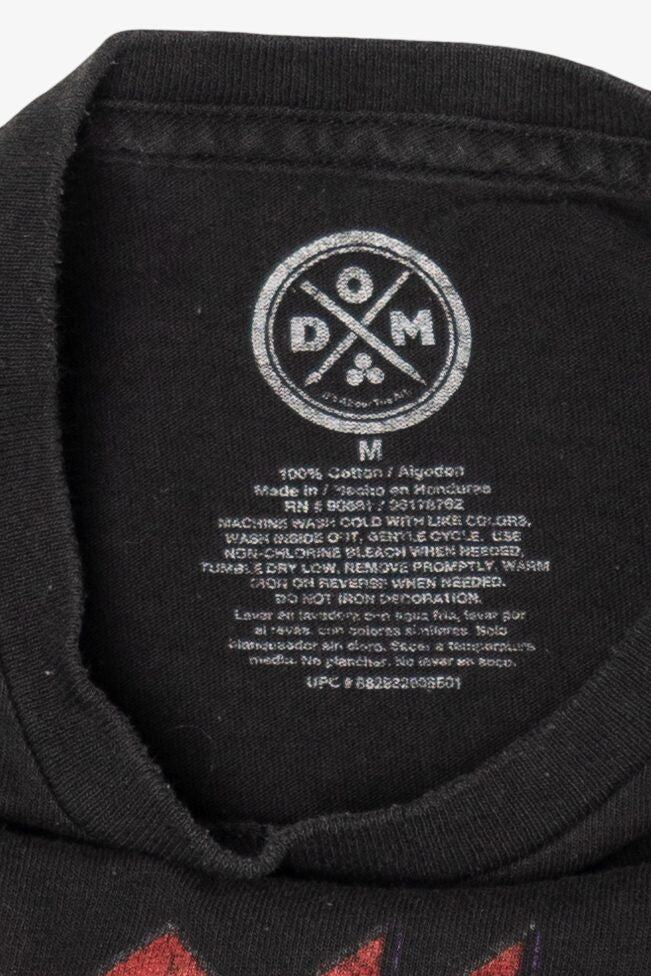 O
D M
It's About The Art
M
100% Cotton / Algodon
Made in / Hecho en Honduras
RN #
MACHINE WASH COLD WITH LIKE COLORS,
WASH INSIDE OUT, GENTLE CYCLE, USE
NON-CHLORINE BLEACH WHEN NEEDED,
TUMBLE DRY LOW, REMOVE PROMPTLY, WARM
IRON ON REVERSE WHEN NEEDED.
DO NOT IRON DECORATION.
Lavar en lavadora con agua fria, lavar por
al reves, con colores similares. Solo
blanqueador sin cloro. Secar a temperatura
media. No planchar. No lavar en seco.
UPC #